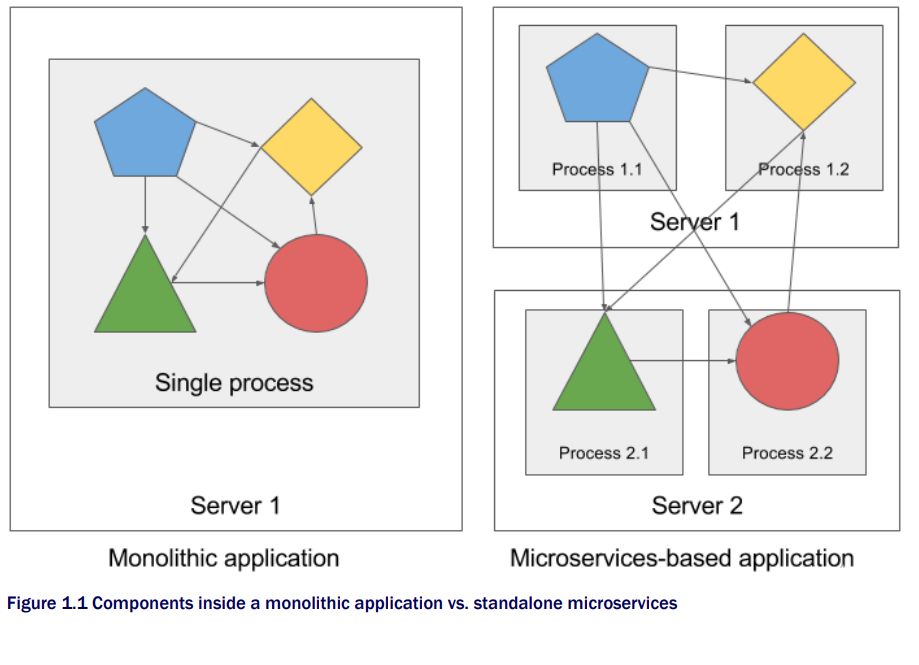 Single process
Server 1
Monolithic application
Process 1.1
Process 1.2
Server 1
Process 2.1
Process 2.2
Server 2
Microservices-based application
Figure 1.1 Components inside a monolithic application vs. standalone microservices